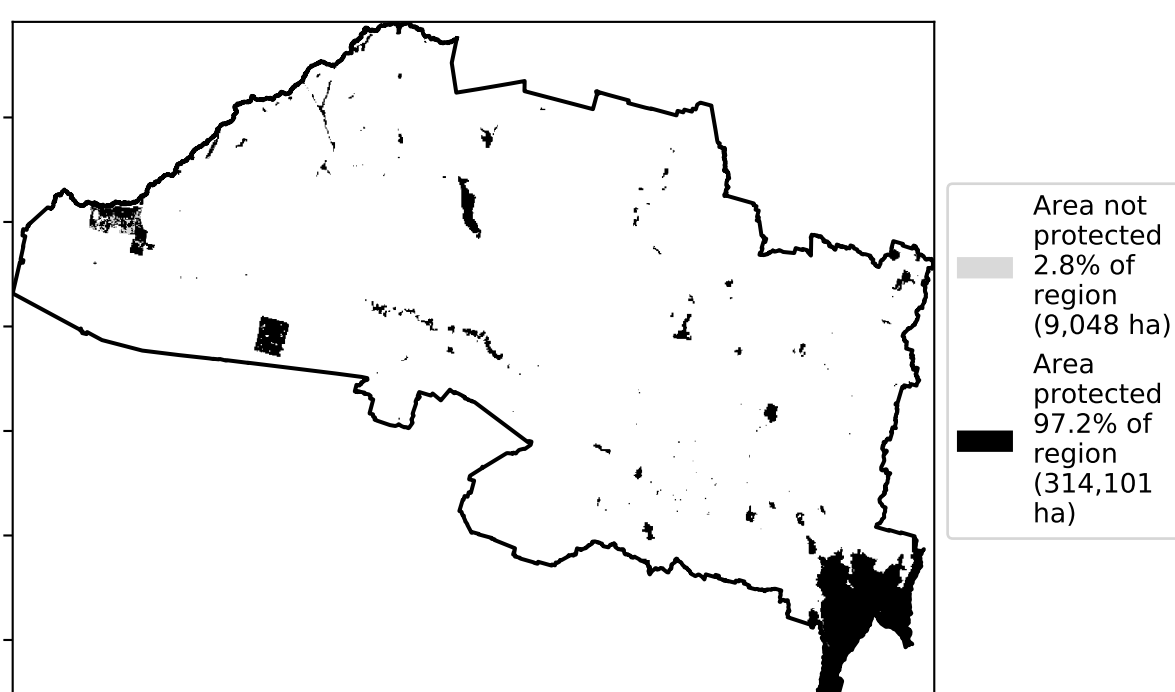 Area not
protected
2.8% of
region
(9,048 ha)
Area
protected
97.2% of
region
(314,101
ha)